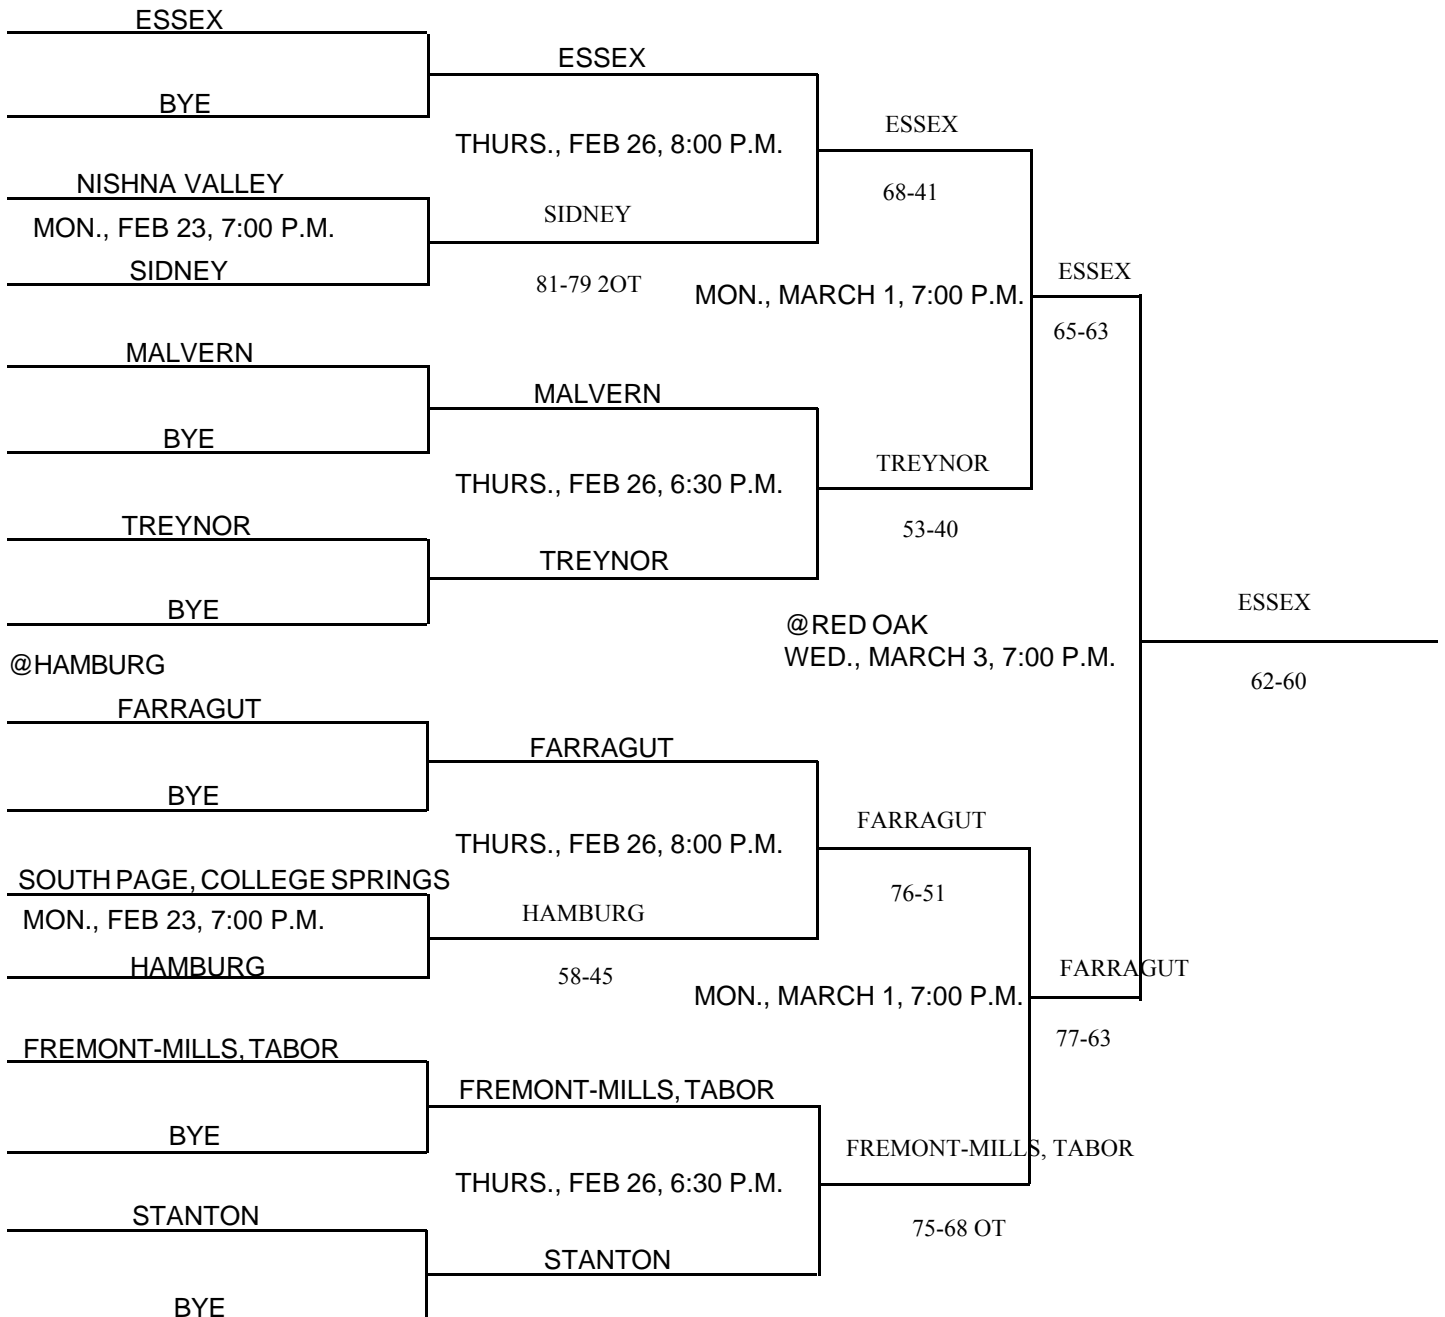 ESSEX
ESSEX
BYE
ESSEX
THURS., FEB 26, 8:00 P.M.
NISHNA VALLEY
68-41
SIDNEY
MON., FEB 23, 7:00 P.M.
SIDNEY
ESSEX
81-79 2OT
MON., MARCH 1, 7:00 P.M.
65-63
MALVERN
MALVERN
BYE
TREYNOR
THURS., FEB 26, 6:30 P.M.
TREYNOR
53-40
TREYNOR
BYE
ESSEX
@RED OAK
WED., MARCH 3, 7:00 P.M.
@HAMBURG
62-60
FARRAGUT
FARRAGUT
BYE
FARRAGUT
THURS., FEB 26, 8:00 P.M.
SOUTH PAGE, COLLEGE SPRINGS
76-51
MON., FEB 23, 7:00 P.M.
HAMBURG
HAMBURG
FARRAGUT
58-45
MON., MARCH 1, 7:00 P.M.
77-63
FREMONT-MILLS, TABOR
FREMONT-MILLS, TABOR
BYE
FREMONT-MILLS, TABOR
THURS., FEB 26, 6:30 P.M.
STANTON
75-68 OT
STANTON
BYE